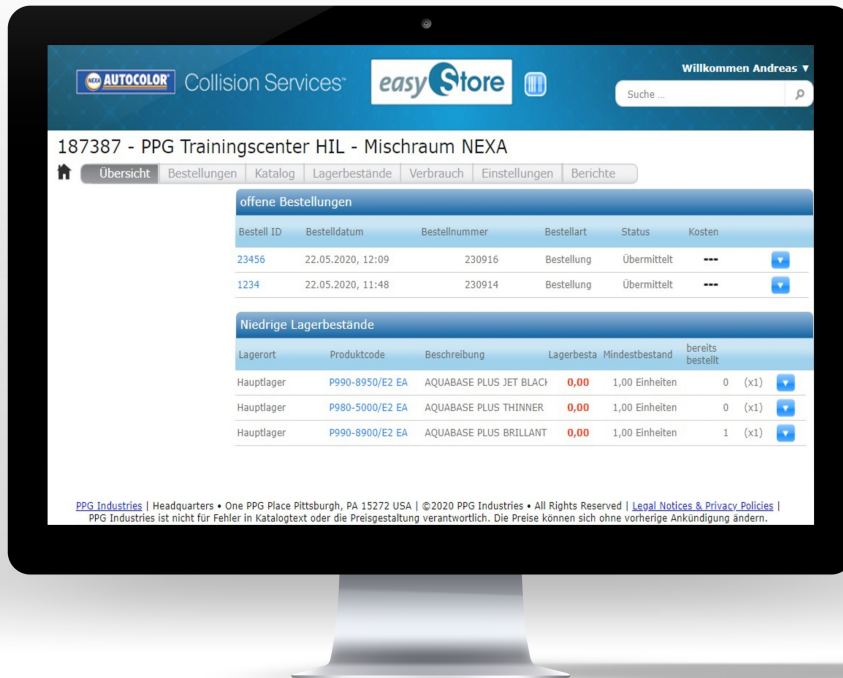 NEXA AUTOCOLOR Collision Services™ easyStore
Willkommen Andreas ▼
Suche ...
187387 - PPG Trainingscenter HIL - Mischraum NEXA
Übersicht Bestellungen Katalog Lagerbestände Verbrauch Einstellungen Berichte
offene Bestellungen
Bestell ID Bestelldatum Bestellnummer Bestellart Status Kosten
23456 22.05.2020, 12:09 230916 Bestellung Übermittelt ---
1234 22.05.2020, 11:48 230914 Bestellung Übermittelt ---
Niedrige Lagerbestände
Lagerort Produktcode Beschreibung Lagerbesta Mindestbestand bereits bestellt
Hauptlager P990-8950/E2 EA AQUABASE PLUS JET BLACK 0,00 1,00 Einheiten 0 (x1)
Hauptlager P980-5000/E2 EA AQUABASE PLUS THINNER 0,00 1,00 Einheiten 0 (x1)
Hauptlager P990-8900/E2 EA AQUABASE PLUS BRILLANT 0,00 1,00 Einheiten 1 (x1)
PPG Industries | Headquarters • One PPG Place Pittsburgh, PA 15272 USA | ©2020 PPG Industries • All Rights Reserved | Legal Notices & Privacy Policies |
PPG Industries ist nicht für Fehler in Katalogtext oder die Preisgestaltung verantwortlich. Die Preise können sich ohne vorherige Ankündigung ändern.